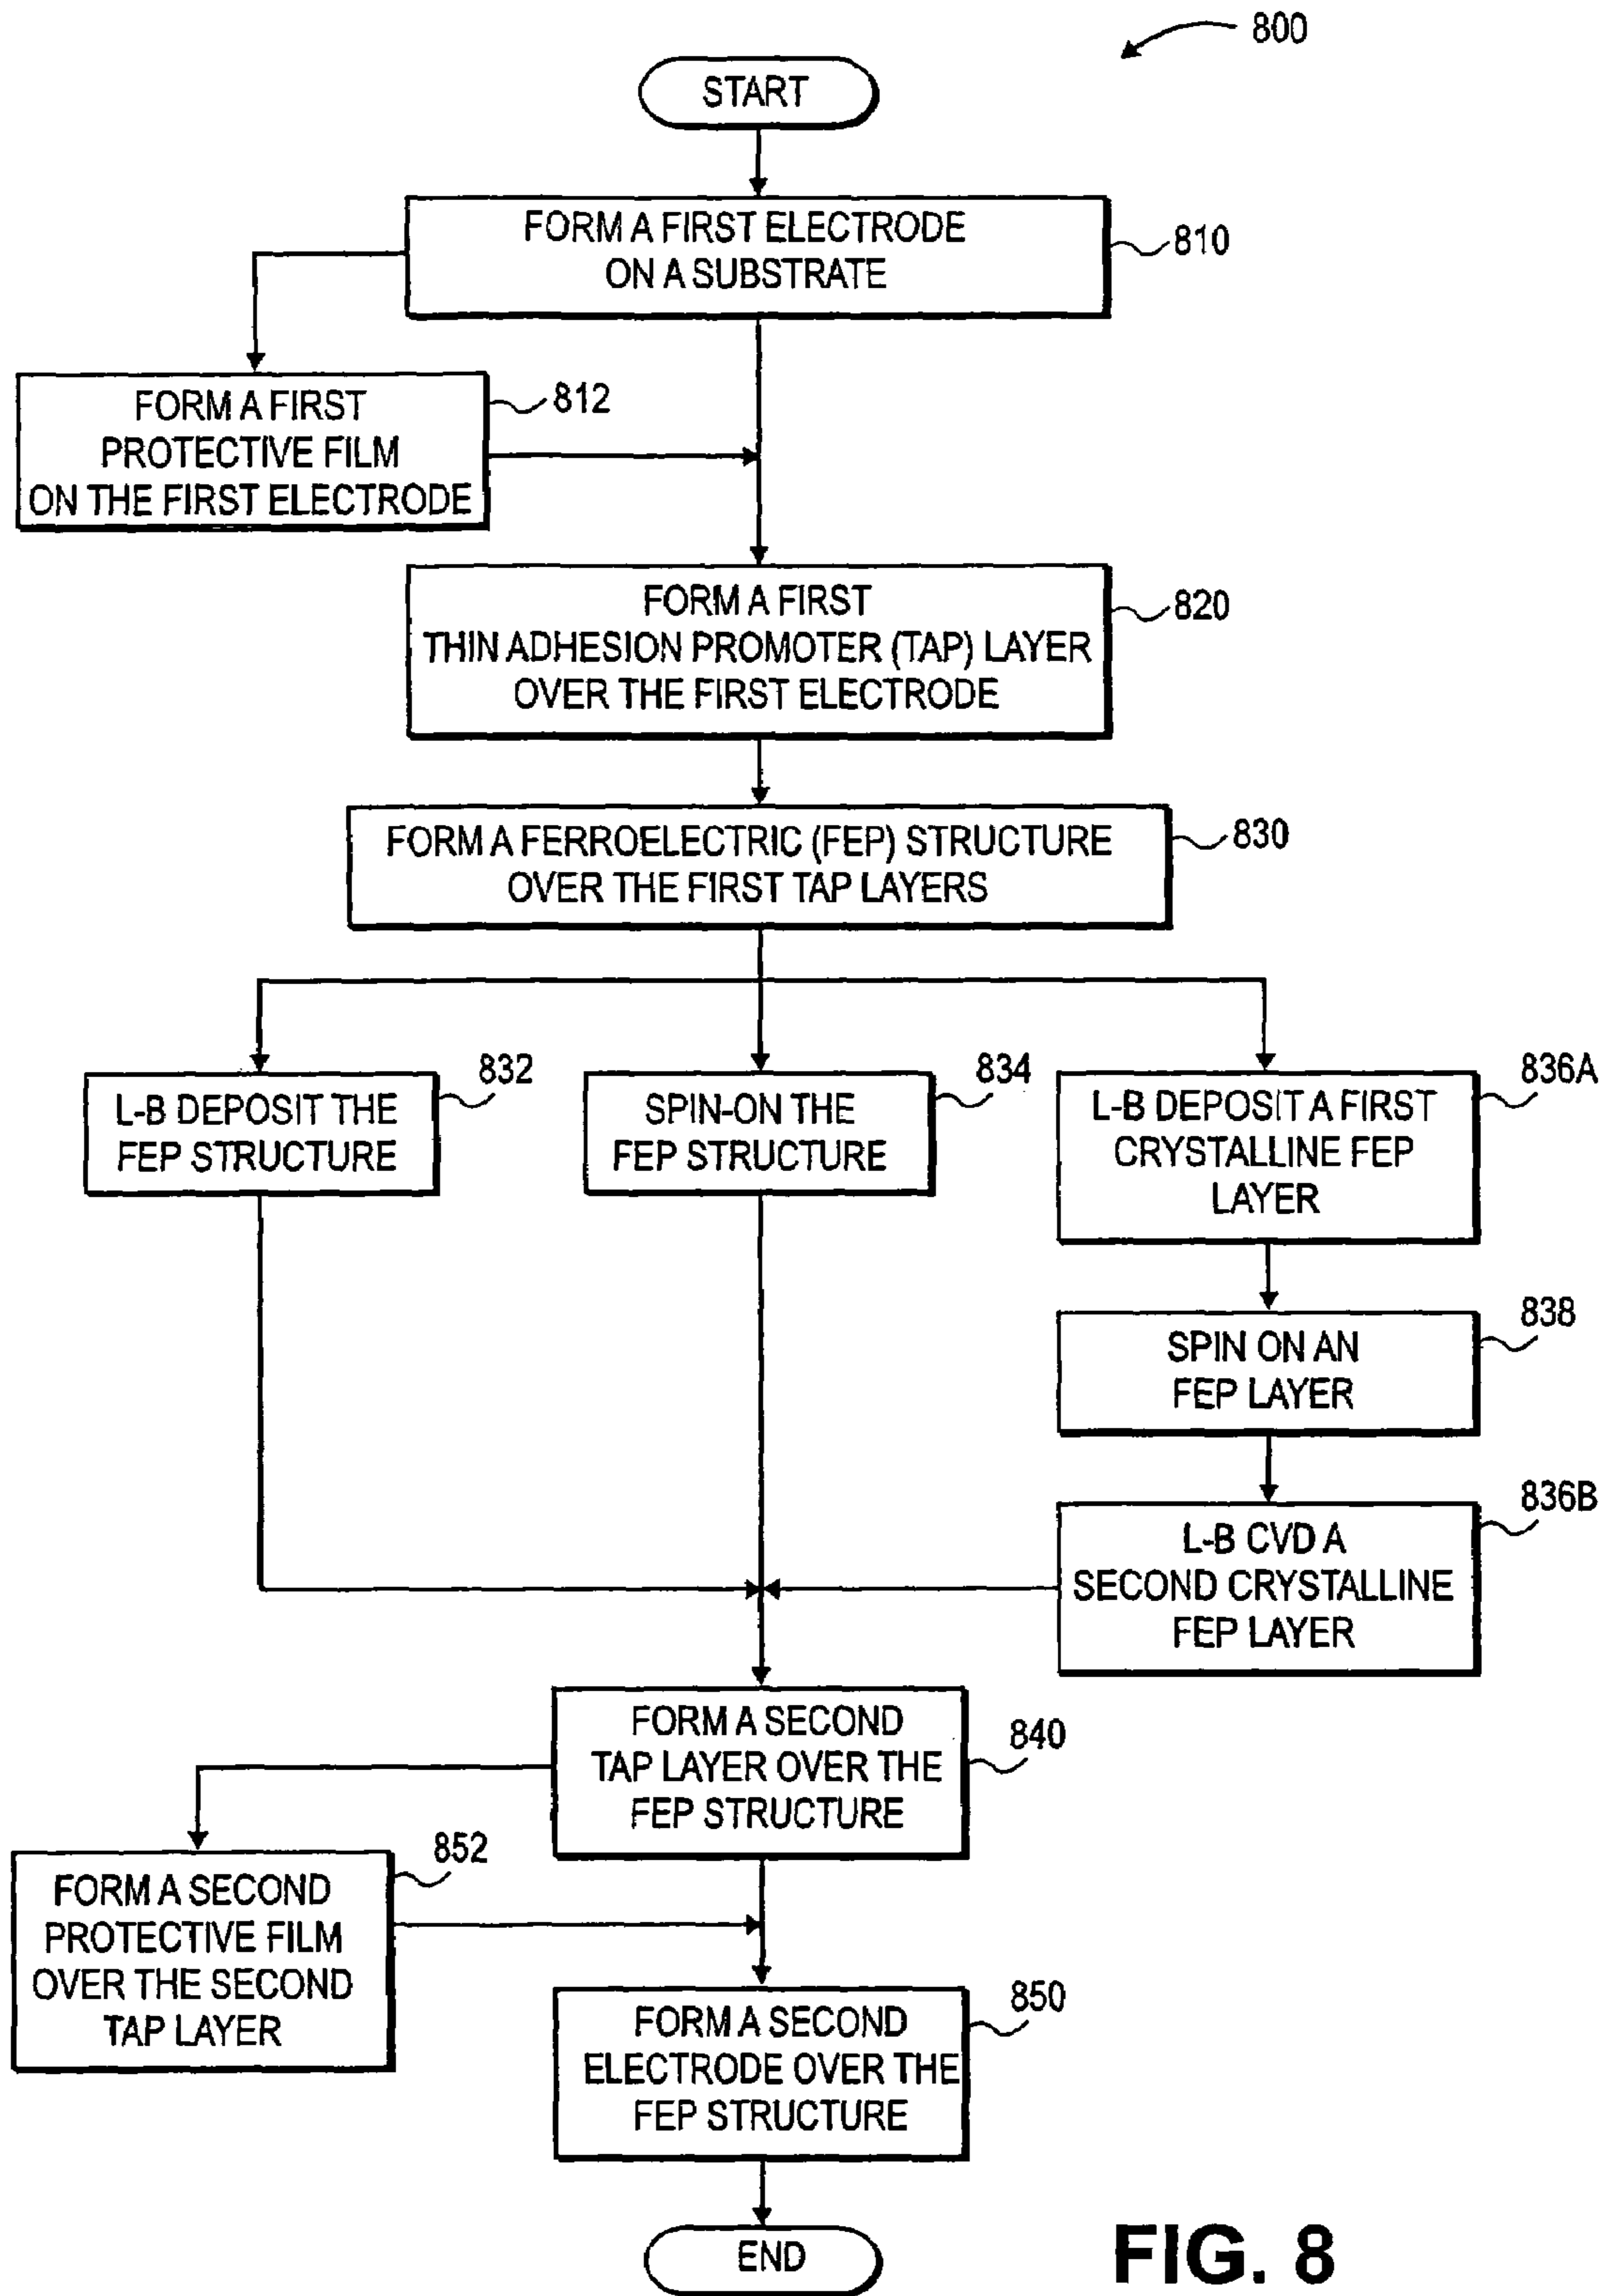 800
START
FORM A FIRST ELECTRODE
ON A SUBSTRATE
810
FORM A FIRST
PROTECTIVE FILM
ON THE FIRST ELECTRODE
812
FORM A FIRST
THIN ADHESION PROMOTER (TAP) LAYER
OVER THE FIRST ELECTRODE
820
FORM A FERROELECTRIC (FEP) STRUCTURE
OVER THE FIRST TAP LAYERS
830
L-B DEPOSIT THE
FEP STRUCTURE
832
SPIN-ON THE
FEP STRUCTURE
834
L-B DEPOSIT A FIRST
CRYSTALLINE FEP
LAYER
836A
SPIN ON AN
FEP LAYER
838
L-B CVD A
SECOND CRYSTALLINE
FEP LAYER
836B
FORM A SECOND
TAP LAYER OVER THE
FEP STRUCTURE
840
FORM A SECOND
PROTECTIVE FILM
OVER THE SECOND
TAP LAYER
852
FORM A SECOND
ELECTRODE OVER THE
FEP STRUCTURE
850
END
FIG. 8